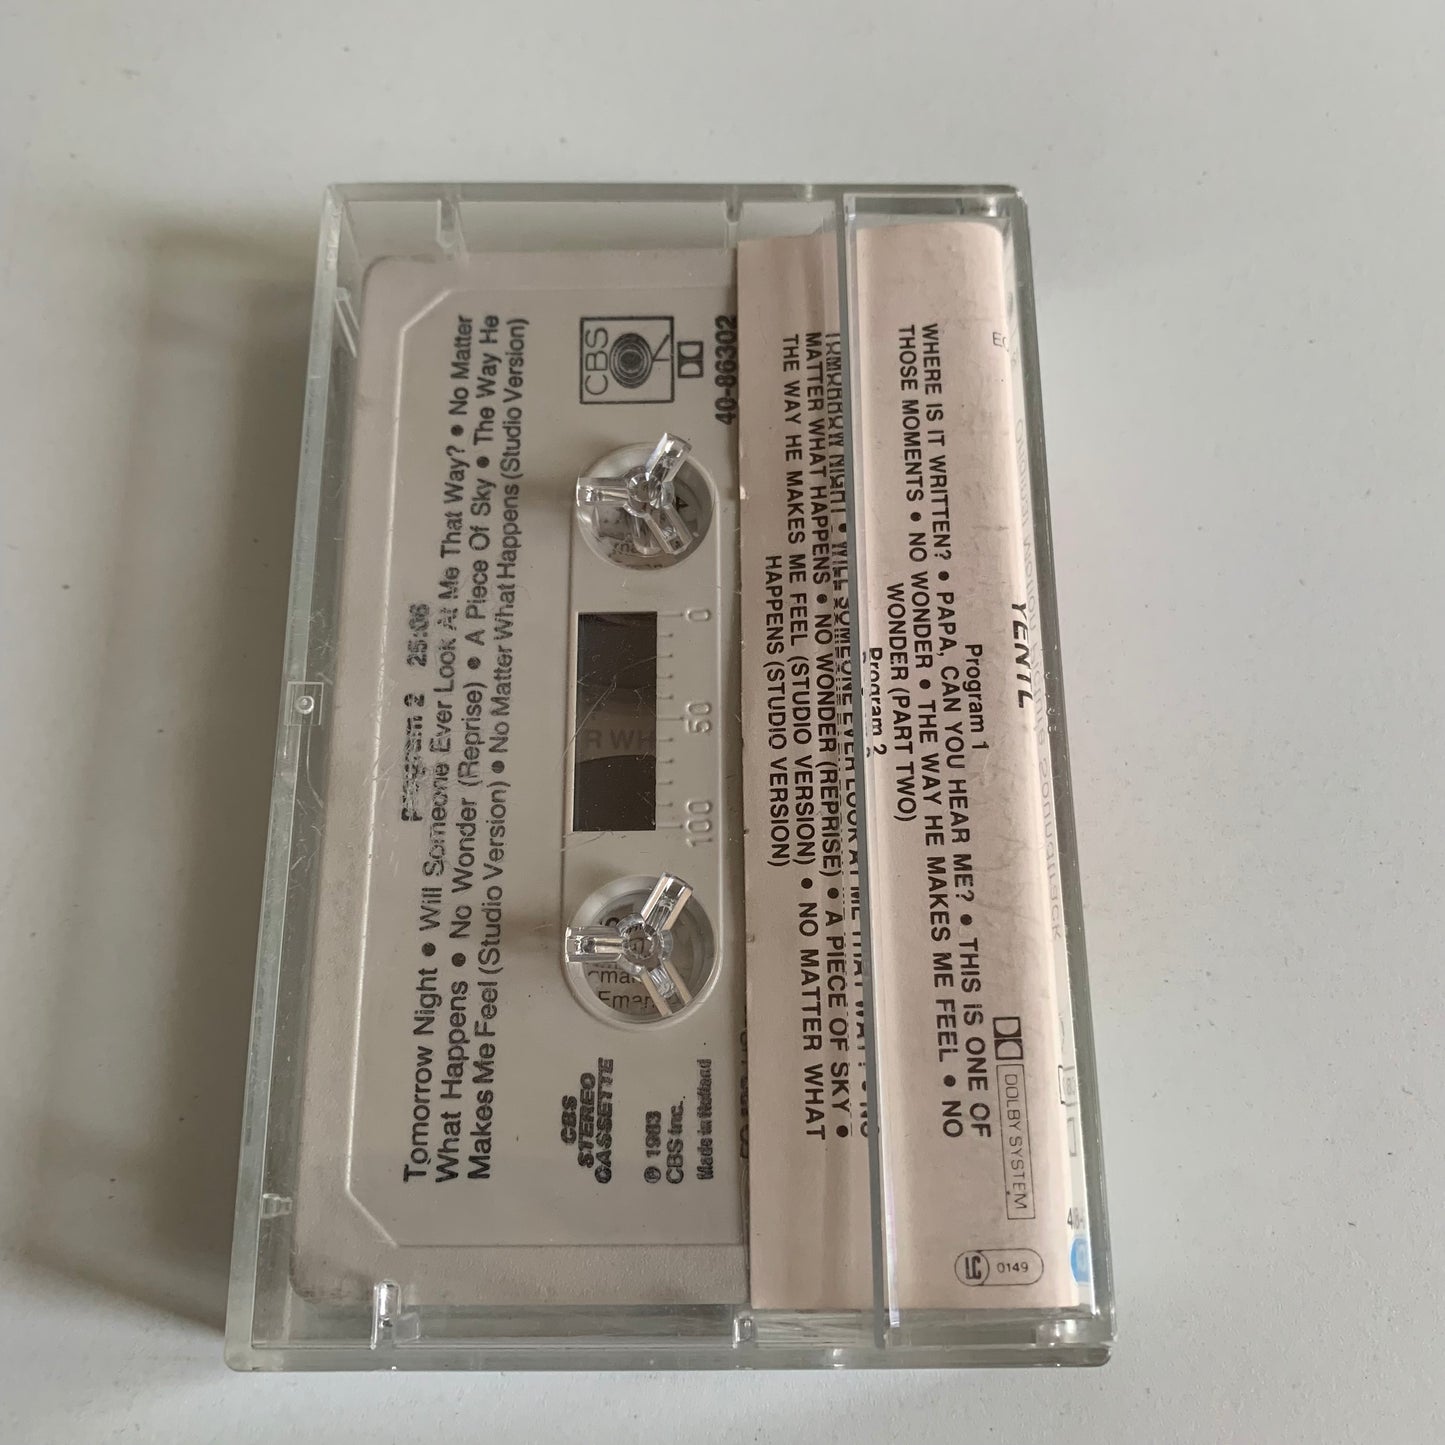 Program 2 25:06
Tomorrow Night • Will Someone Ever Look At Me That Way? • No Matter
What Happens • No Wonder (Reprise) • A Piece Of Sky • The Way He
Makes Me Feel (Studio Version) • No Matter What Happens (Studio Version)
CBS
40-86302
0 50 100
R WH
CBS
STEREO
CASSETTE
℗ 1983
CBS Inc.
Made in Holland
YENTL
Program 1
WHERE IS IT WRITTEN? • PAPA, CAN YOU HEAR ME? • THIS IS ONE OF
THOSE MOMENTS • NO WONDER • THE WAY HE MAKES ME FEEL • NO
WONDER (PART TWO)
Program 2
TOMORROW NIGHT • WILL SOMEONE EVER LOOK AT ME THAT WAY? • NO
MATTER WHAT HAPPENS • NO WONDER (REPRISE) • A PIECE OF SKY •
THE WAY HE MAKES ME FEEL (STUDIO VERSION) • NO MATTER WHAT
HAPPENS (STUDIO VERSION)
DOLBY SYSTEM
0149